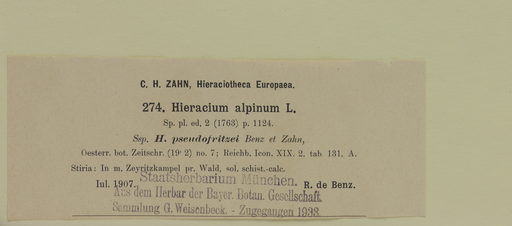 C. H. ZAHN, Hieraciotheca Europaea.
274. Hieracium alpinum L.
Sp. pl. ed. 2 (1763) p. 1124.
Ssp. H. pseudofritzei Benz et Zahn,
Oesterr. bot. Zeitschr. (19 2) no. 7; Reichb. Icon. XIX. 2. tab. 131. A.
Stiria: In m. Zeyritzkampel pr. Wald, sol. schist.-calc.
Iul. 1907. R. de Benz.
Staatsherbarium München.
Aus dem Herbar der Bayer. Botan. Gesellschaft.
Sammlung G. Weisenbeck. - Zugegangen 1933